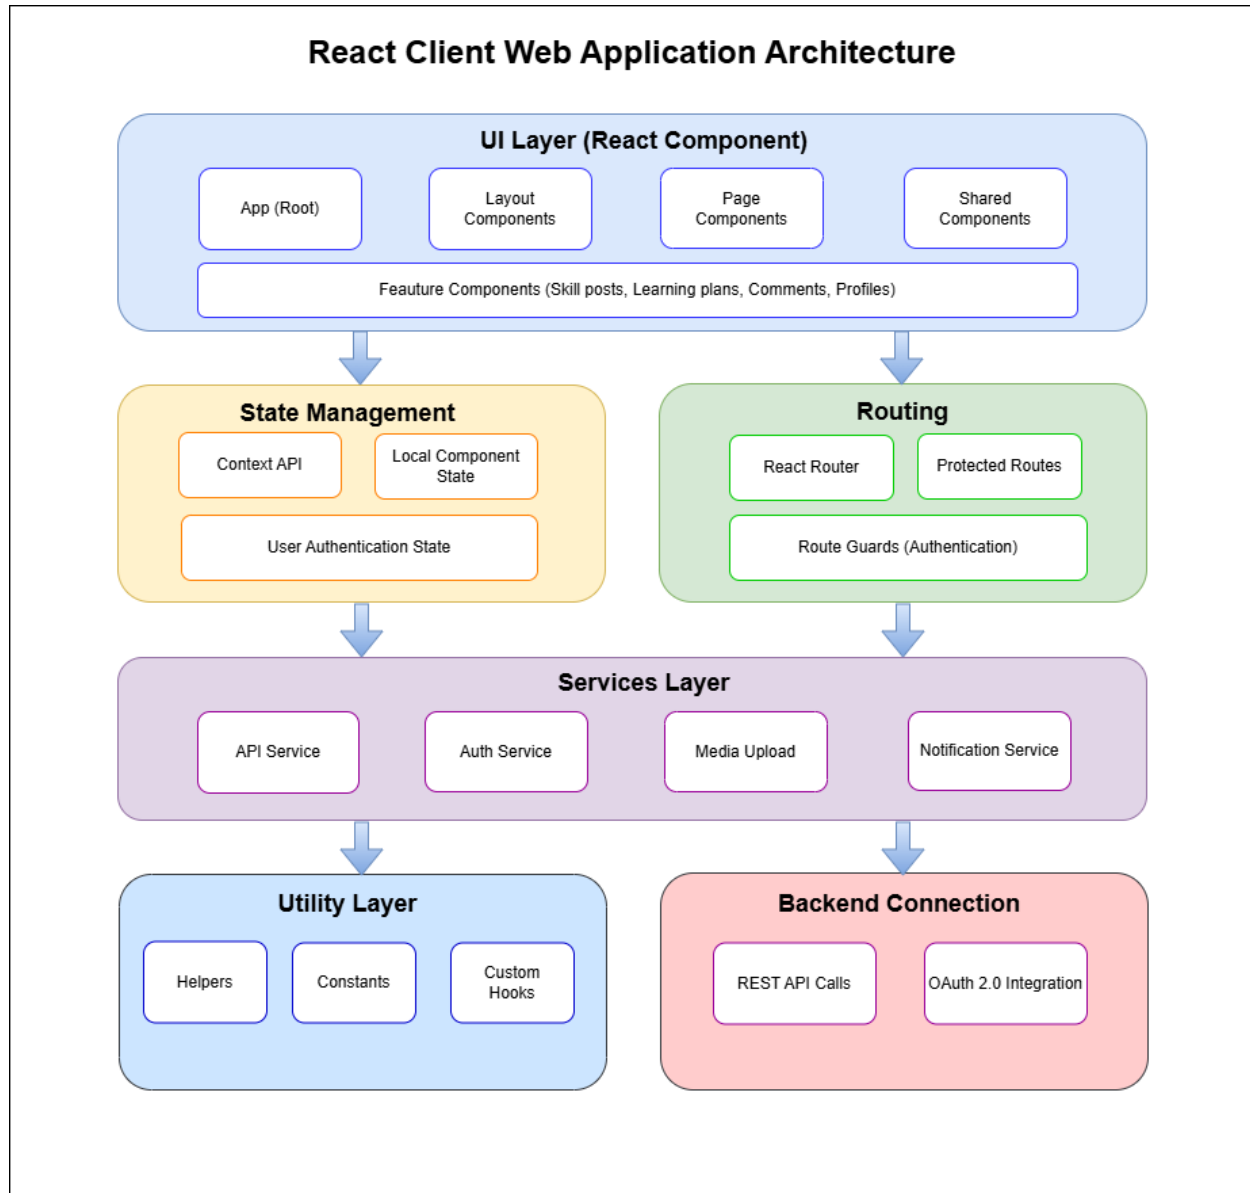 React Client Web Application Architecture
UI Layer (React Component)
App (Root)
Layout
Components
Page
Components
Shared
Components
Feauture Components (Skill posts, Learning plans, Comments, Profiles)
State Management
Context API
Local Component
State
User Authentication State
Routing
React Router
Protected Routes
Route Guards (Authentication)
Services Layer
API Service
Auth Service
Media Upload
Notification Service
Utility Layer
Helpers
Constants
Custom
Hooks
Backend Connection
REST API Calls
OAuth 2.0 Integration